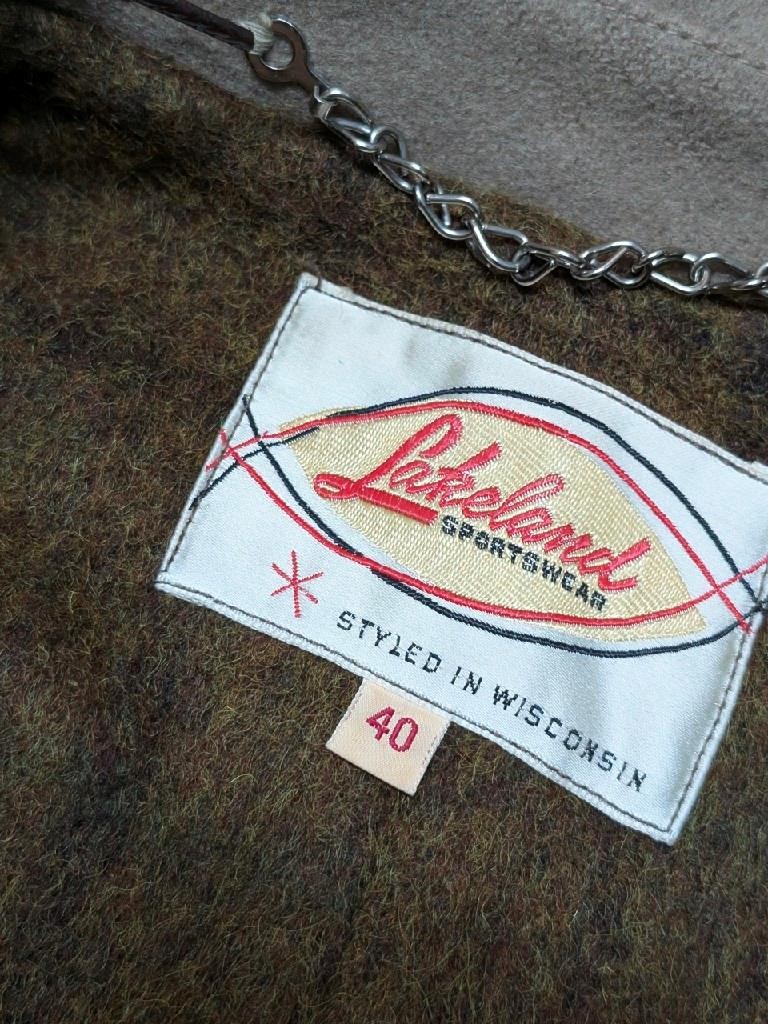 Lakeland
SPORTSWEAR
STYLED IN WISCONSIN
40